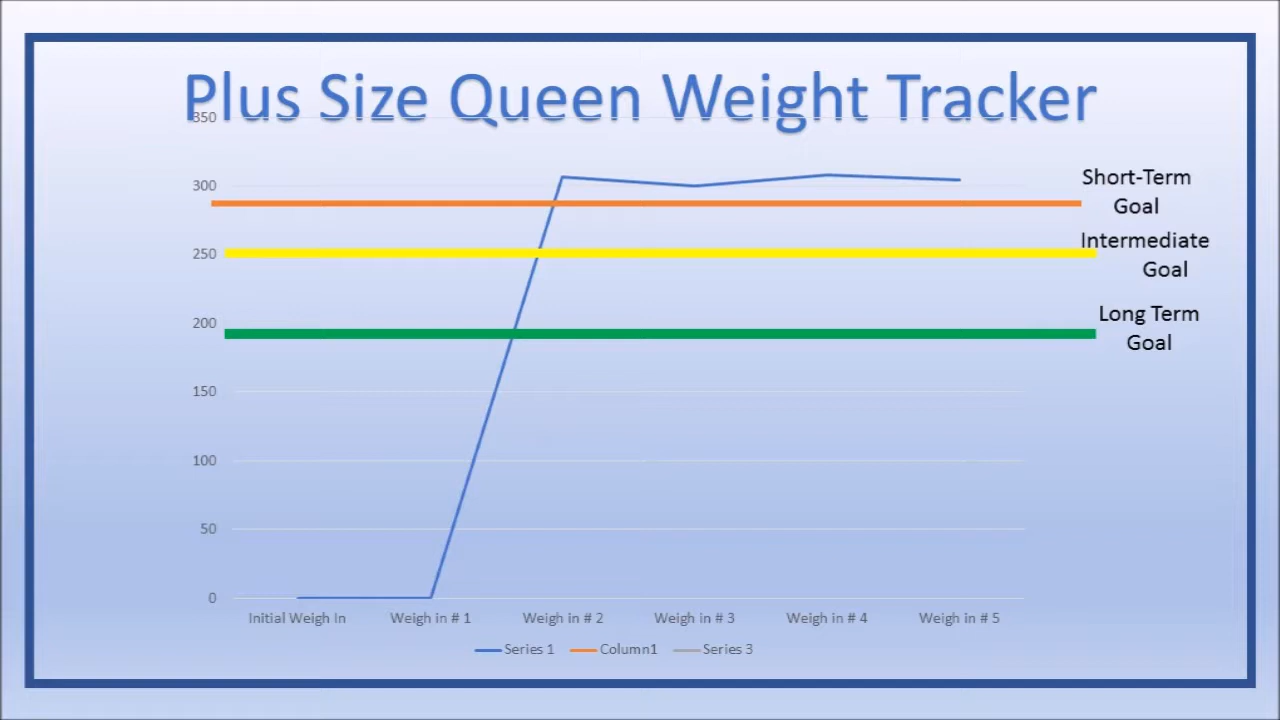 Plus Size Queen Weight Tracker
350
300
250
200
150
100
50
0
Short-Term
Goal
Intermediate
Goal
Long Term
Goal
Initial Weigh In Weigh in # 1 Weigh in # 2 Weigh in # 3 Weigh in # 4 Weigh in # 5
Series 1 Column1 Series 3